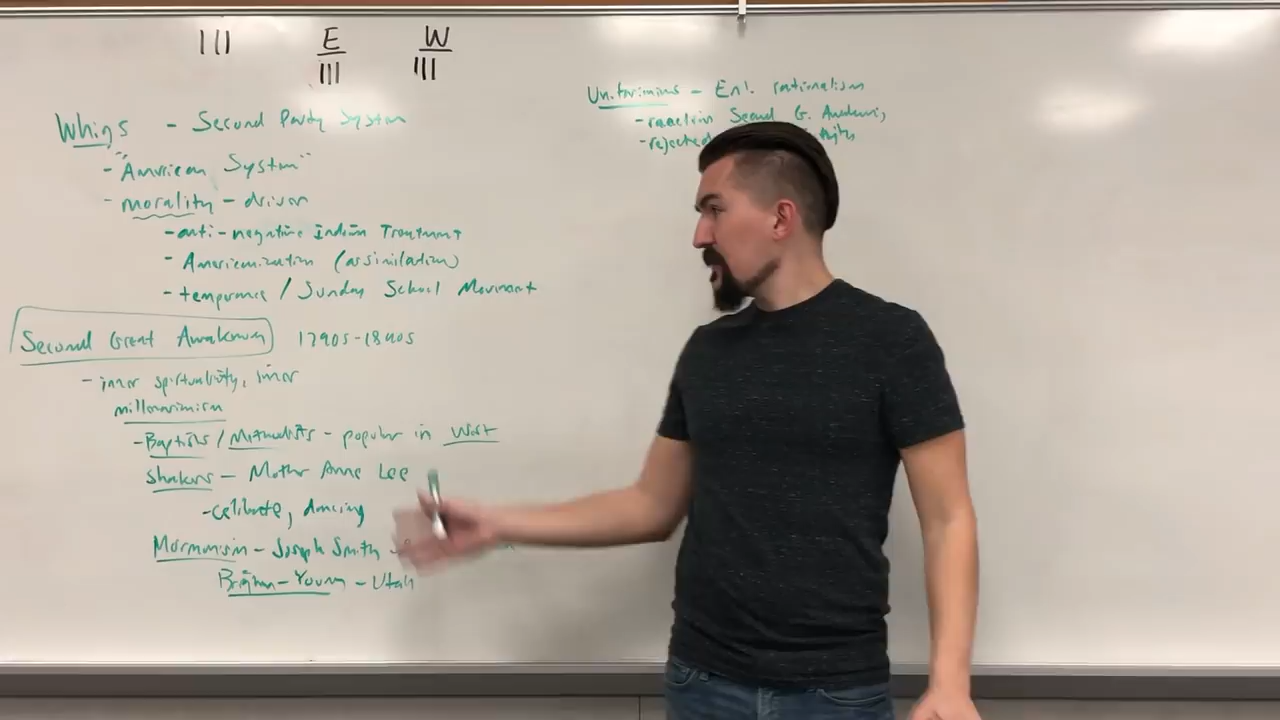 III
E
III
W
III
Whigs - Second Party System
- "American System"
- morality - driven
- anti-negative Indian Treatment
- Americanization (assimilation)
- temperance / Sunday School Movement
Second Great Awakening 1790s-1840s
- inner spirituality, inner
millenarianism
- Baptists / Methodists - popular in West
Shakers - Mother Anne Lee
- celibate, dancing
Mormonism - Joseph Smith -
Brigham-Young - Utah
Unitarians - Enl. rationalism
- reaction Second G. Awakening
- rejected